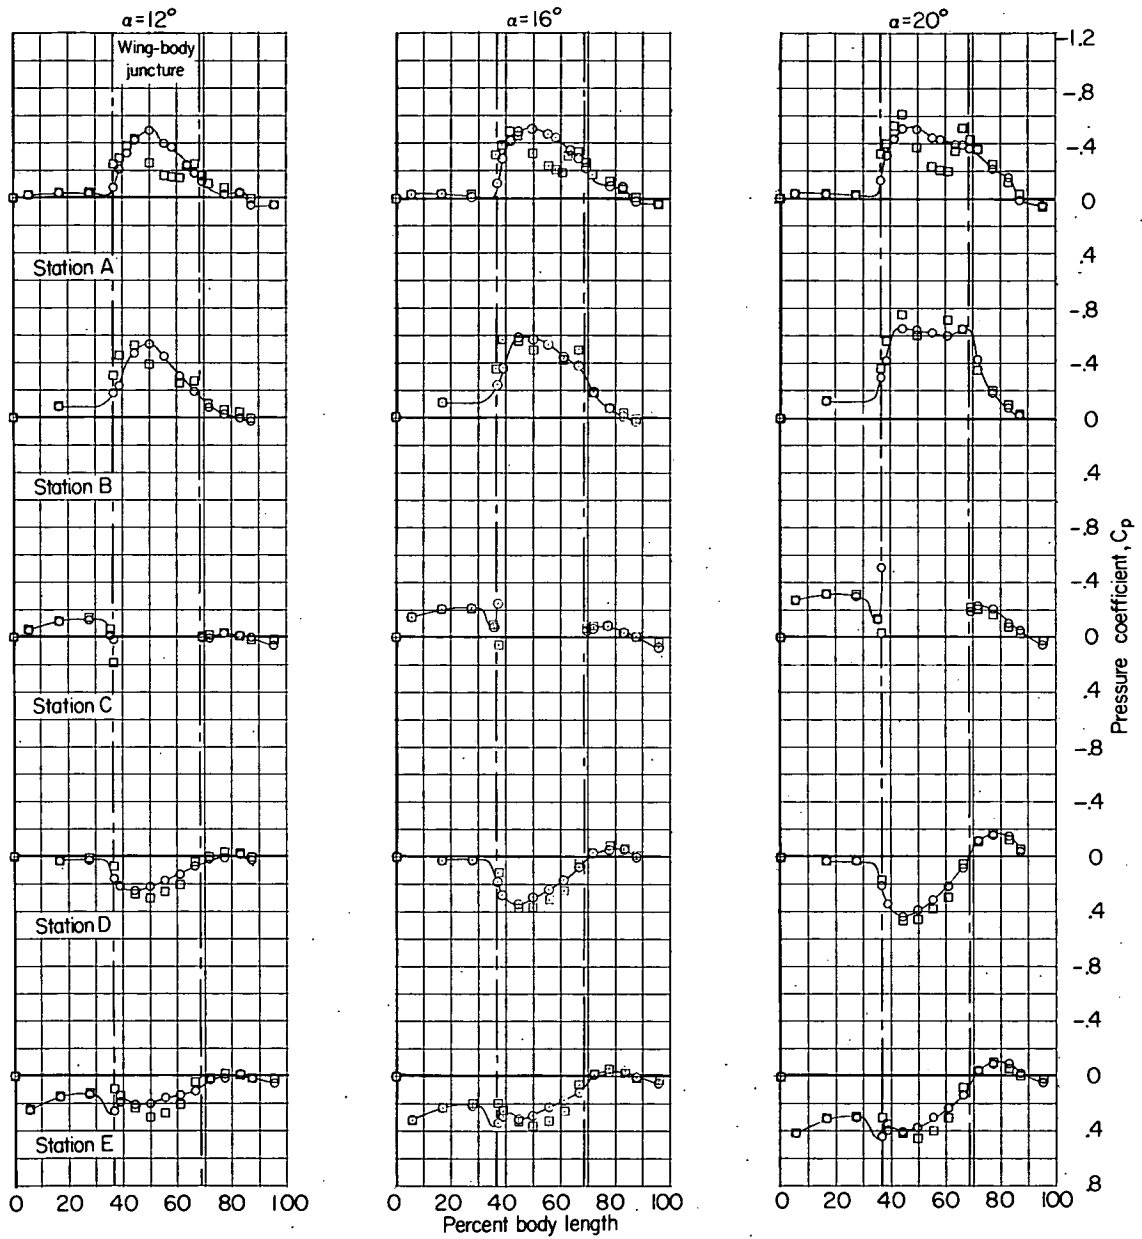 α=12° α=16° α=20°
Wing-body
juncture
-1.2
-.8
-.4
0
Station A
.4
-.8
-.4
0
Station B
.4
-.8
-.4
0
Station C
.4
-.8
-.4
0
Station D
.4
-.8
-.4
0
Station E
.4
.8
Pressure coefficient, Cp
0 20 40 60 80 100 0 20 40 60 80 100 0 20 40 60 80 100
Percent body length